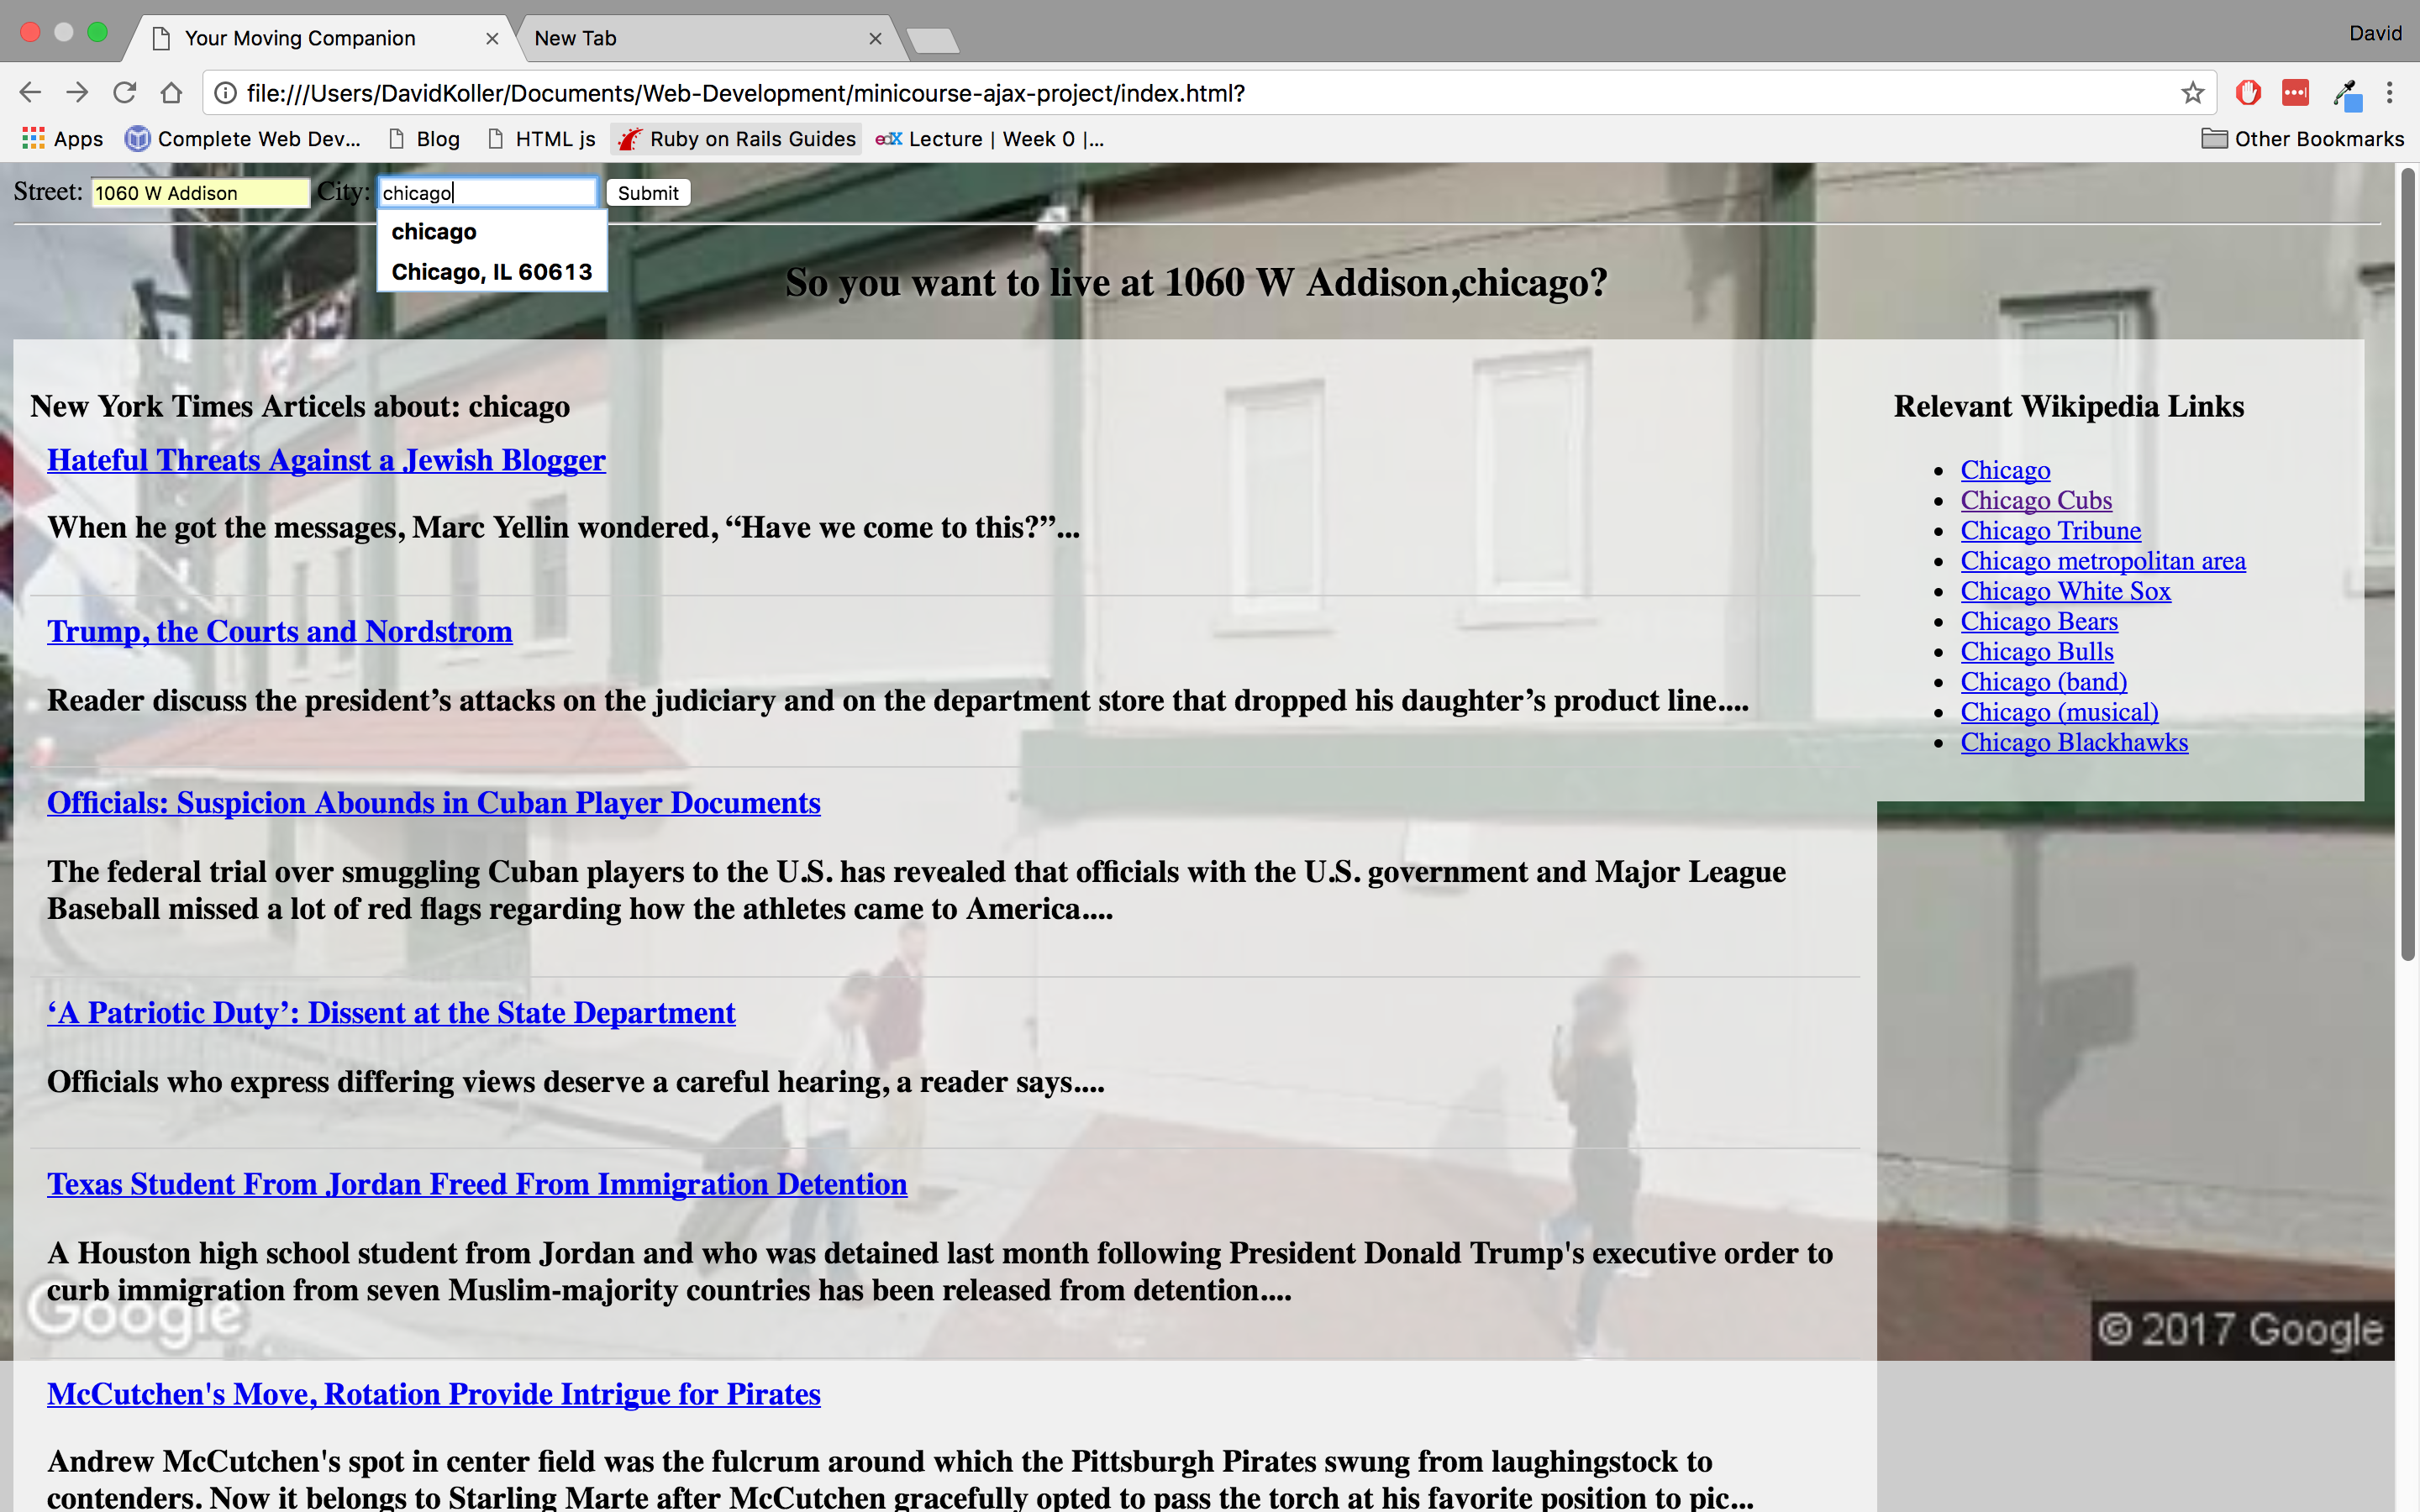 Your Moving Companion
New Tab
David
file:///Users/DavidKoller/Documents/Web-Development/minicourse-ajax-project/index.html?
Apps
Complete Web Dev...
Blog
HTML js
Ruby on Rails Guides
edX Lecture | Week 0 |...
Other Bookmarks
Street: 1060 W Addison City: chicago Submit
chicago
Chicago, IL 60613
So you want to live at 1060 W Addison,chicago?
New York Times Articels about: chicago
Hateful Threats Against a Jewish Blogger
When he got the messages, Marc Yellin wondered, “Have we come to this?”...
Trump, the Courts and Nordstrom
Reader discuss the president’s attacks on the judiciary and on the department store that dropped his daughter’s product line....
Officials: Suspicion Abounds in Cuban Player Documents
The federal trial over smuggling Cuban players to the U.S. has revealed that officials with the U.S. government and Major League
Baseball missed a lot of red flags regarding how the athletes came to America....
‘A Patriotic Duty’: Dissent at the State Department
Officials who express differing views deserve a careful hearing, a reader says....
Texas Student From Jordan Freed From Immigration Detention
A Houston high school student from Jordan and who was detained last month following President Donald Trump's executive order to
curb immigration from seven Muslim-majority countries has been released from detention....
McCutchen's Move, Rotation Provide Intrigue for Pirates
Andrew McCutchen's spot in center field was the fulcrum around which the Pittsburgh Pirates swung from laughingstock to
contenders. Now it belongs to Starling Marte after McCutchen gracefully opted to pass the torch at his favorite position to pic...
Relevant Wikipedia Links
Chicago
Chicago Cubs
Chicago Tribune
Chicago metropolitan area
Chicago White Sox
Chicago Bears
Chicago Bulls
Chicago (band)
Chicago (musical)
Chicago Blackhawks
Google
© 2017 Google